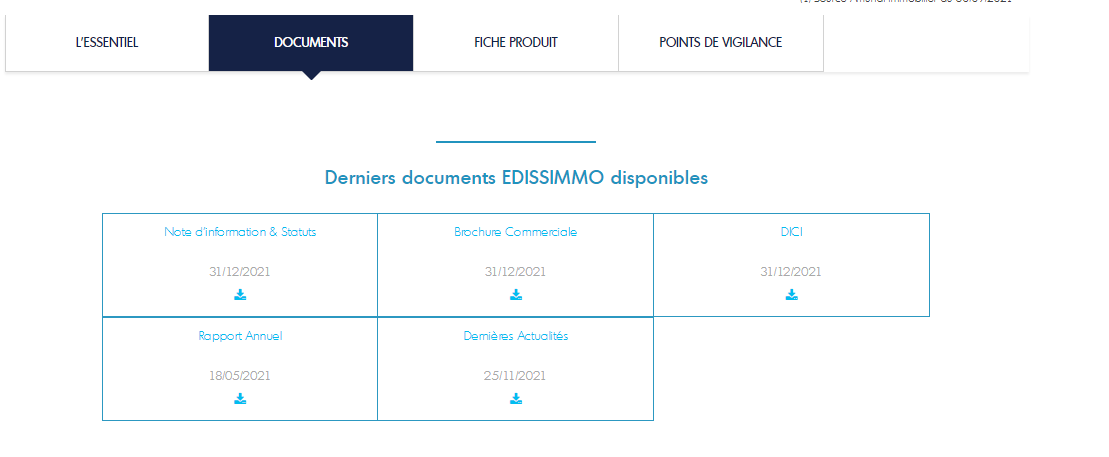 L'ESSENTIEL
DOCUMENTS
FICHE PRODUIT
POINTS DE VIGILANCE
Derniers documents EDISSIMMO disponibles
Note d'information & Statuts
Brochure Commerciale
DICI
31/12/2021
31/12/2021
31/12/2021
Rapport Annuel
Dernières Actualités
18/05/2021
25/11/2021